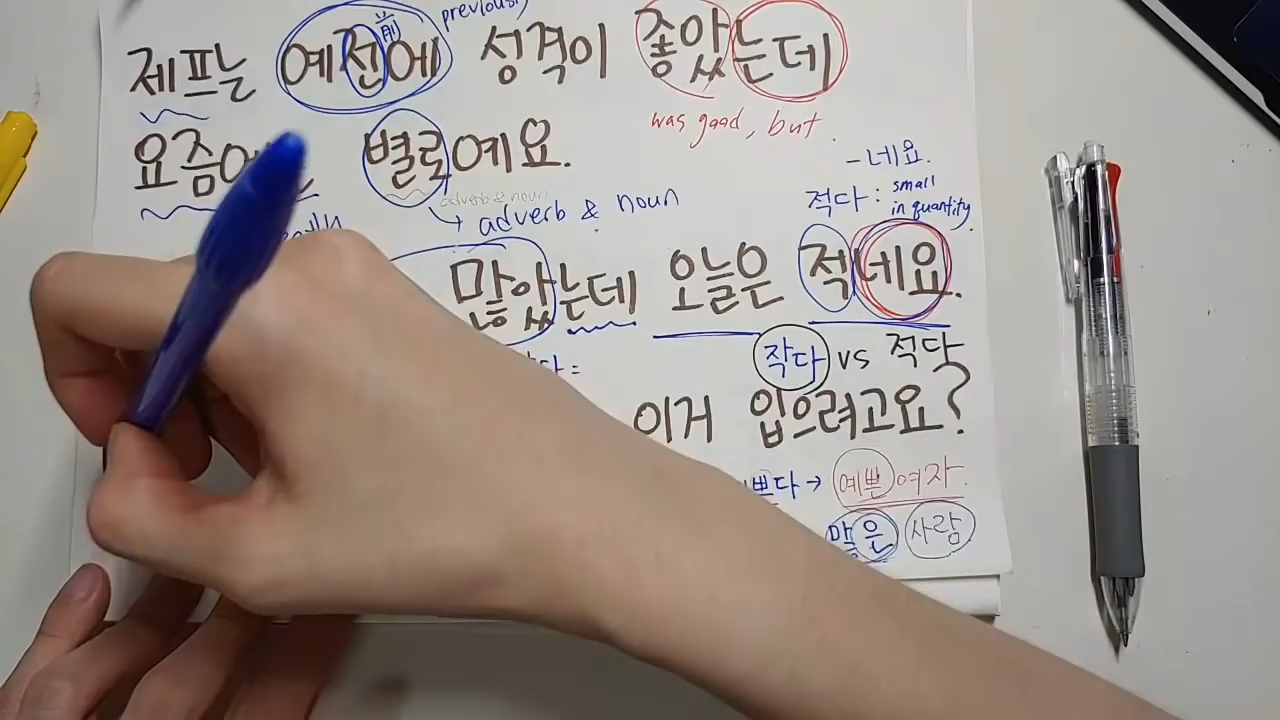 前 previously
제프는 예전에 성격이 좋았는데
was good, but
요즘 별로예요.
adverb & noun
→ adverb & noun
-네요.
적다 : small in quantity
많았는데 오늘은 적네요.
작다 vs 적다
이거 입으려고요?
쁘다 → 예쁜 여자.
많은 사람